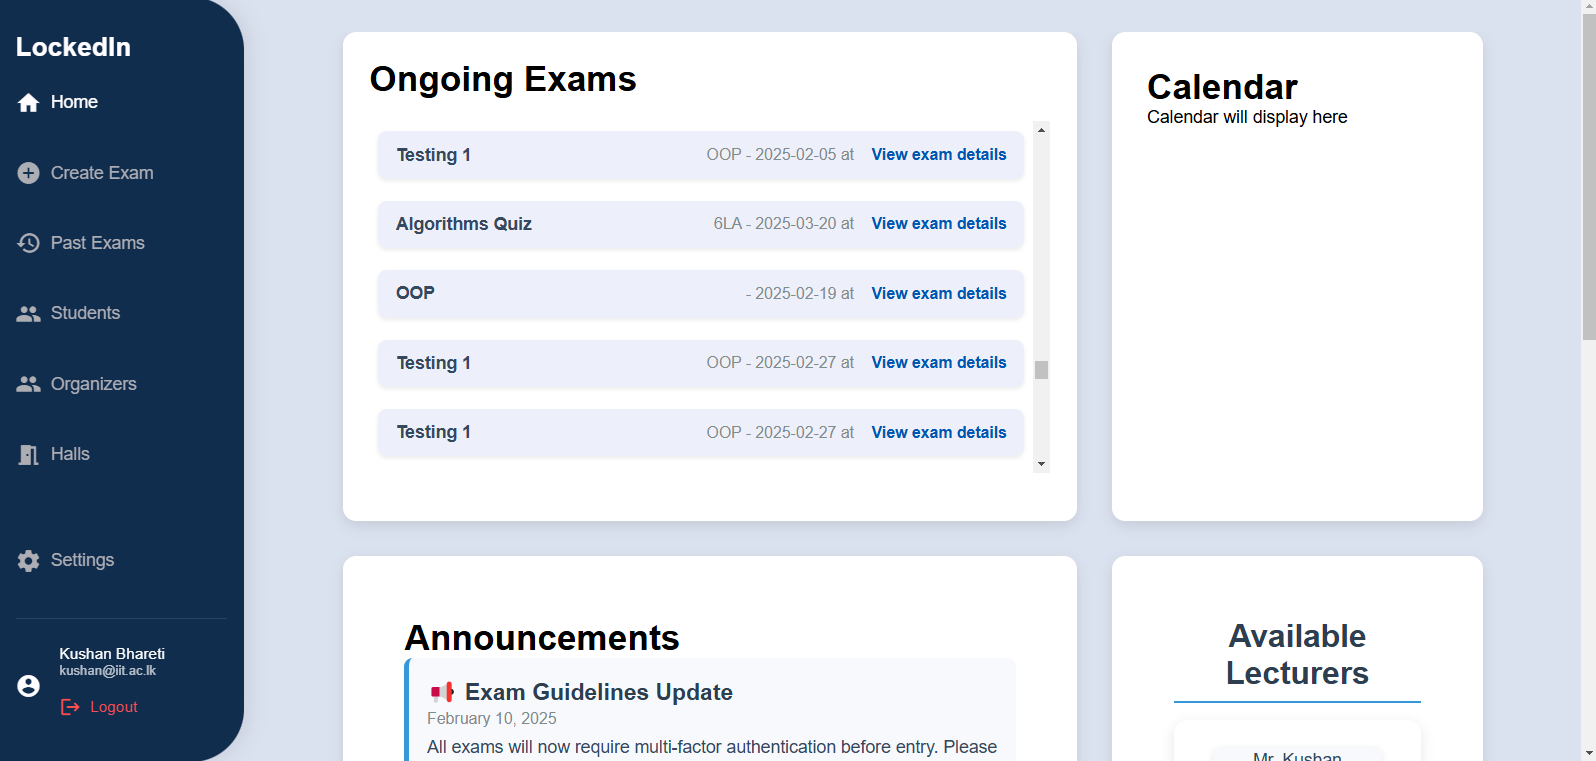 LockedIn
Home
Create Exam
Past Exams
Students
Organizers
Halls
Settings
Kushan Bhareti
kushan@iit.ac.lk
Logout
Ongoing Exams
Testing 1 OOP - 2025-02-05 at View exam details
Algorithms Quiz 6LA - 2025-03-20 at View exam details
OOP - 2025-02-19 at View exam details
Testing 1 OOP - 2025-02-27 at View exam details
Testing 1 OOP - 2025-02-27 at View exam details
Calendar
Calendar will display here
Announcements
Exam Guidelines Update
February 10, 2025
All exams will now require multi-factor authentication before entry. Please
Available
Lecturers
Mr. Kushan